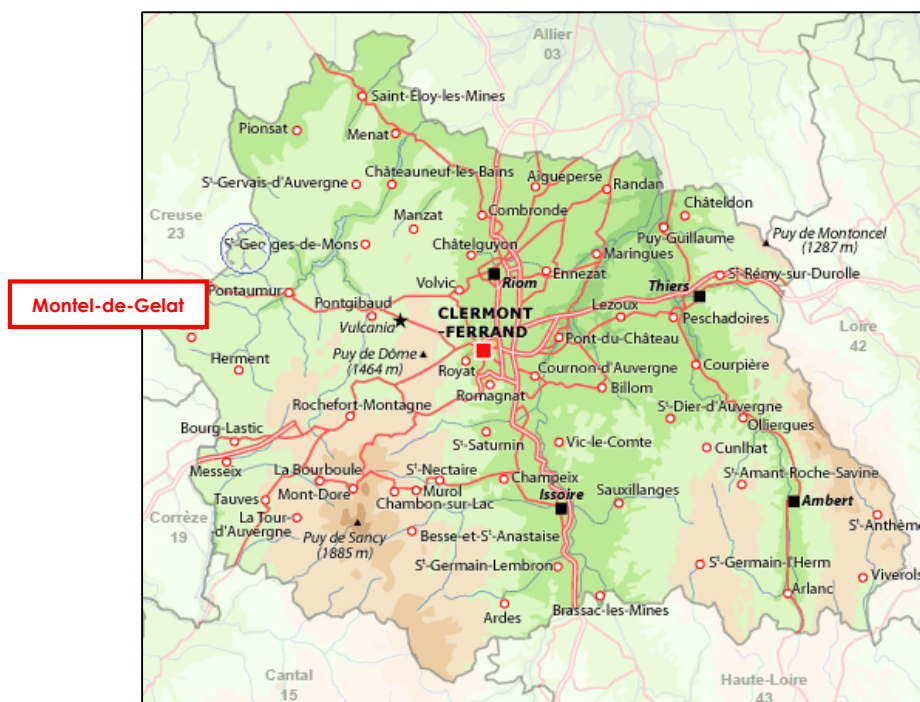 Allier
03
Saint-Eloy-les-Mines
Pionsat
Menat
Sᵗ-Gervais-d'Auvergne
Châteauneuf-les-Bains
Aigueperse
Randan
Creuse
23
Manzat
Combronde
Châteldon
Sᵗ-Georges-de-Mons
Châtelguyon
Maringues
Puy-Guillaume
Puy de Montoncel
(1287 m)
Volvic
Riom
Ennezat
Sᵗ-Rémy-sur-Durolle
Thiers
Montel-de-Gelat
Pontaumur
Pontgibaud
Vulcania
CLERMONT
-FERRAND
Lezoux
Peschadoires
Loire
42
Herment
Puy de Dôme
(1464 m)
Royat
Pont-du-Château
Cournon-d'Auvergne
Courpière
Romagnat
Billom
Rochefort-Montagne
Sᵗ-Dier-d'Auvergne
Olliergues
Bourg-Lastic
Sᵗ-Saturnin
Vic-le-Comte
Cunlhat
Messeix
La Bourboule
Sᵗ-Nectaire
Champeix
Sᵗ-Amant-Roche-Savine
Tauves
Mont-Dore
Murol
Chambon-sur-Lac
Issoire
Sauxillanges
Ambert
Corrèze
19
La Tour-
d'Auvergne
Puy de Sancy
(1885 m)
Besse-et-Sᵗ-Anastaise
Sᵗ-Anthème
Sᵗ-Germain-Lembron
Sᵗ-Germain-l'Herm
Viverols
Ardes
Brassac-les-Mines
Arlanc
Cantal
15
Haute-Loire
43